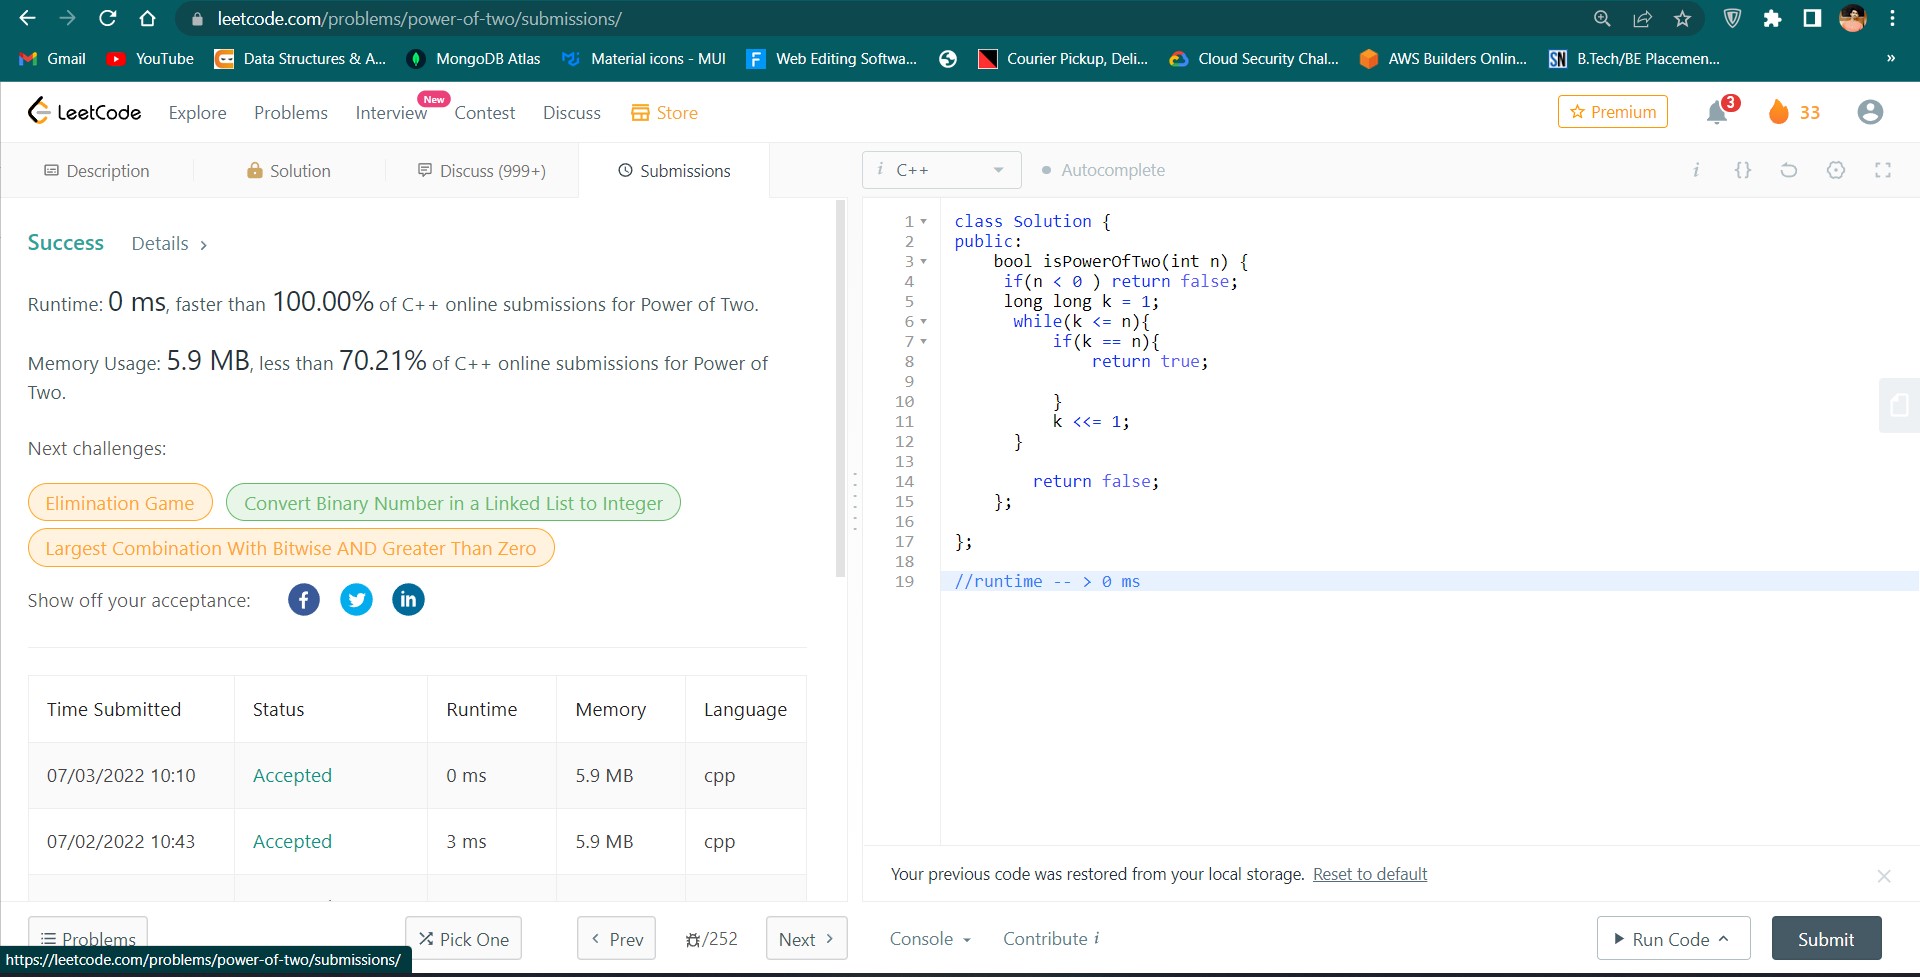 leetcode.com/problems/power-of-two/submissions/
Gmail YouTube Data Structures & A... MongoDB Atlas Material icons - MUI Web Editing Softwa... Courier Pickup, Deli... Cloud Security Chal... AWS Builders Onlin... SN B.Tech/BE Placemen... »
LeetCode Explore Problems Interview New Contest Discuss Store Premium 3 33
Description Solution Discuss (999+) Submissions i C++ Autocomplete i {}
Success Details >
Runtime: 0 ms, faster than 100.00% of C++ online submissions for Power of Two.
Memory Usage: 5.9 MB, less than 70.21% of C++ online submissions for Power of
Two.
Next challenges:
Elimination Game Convert Binary Number in a Linked List to Integer
Largest Combination With Bitwise AND Greater Than Zero
Show off your acceptance:
Time Submitted Status Runtime Memory Language
07/03/2022 10:10 Accepted 0 ms 5.9 MB cpp
07/02/2022 10:43 Accepted 3 ms 5.9 MB cpp
1 class Solution {
2 public:
3 bool isPowerOfTwo(int n) {
4 if(n < 0 ) return false;
5 long long k = 1;
6 while(k <= n){
7 if(k == n){
8 return true;
9
10 }
11 k <<= 1;
12 }
13
14 return false;
15 };
16
17 };
18
19 //runtime -- > 0 ms
Your previous code was restored from your local storage. Reset to default
Problems Pick One < Prev /252 Next > Console Contribute i Run Code Submit
https://leetcode.com/problems/power-of-two/submissions/